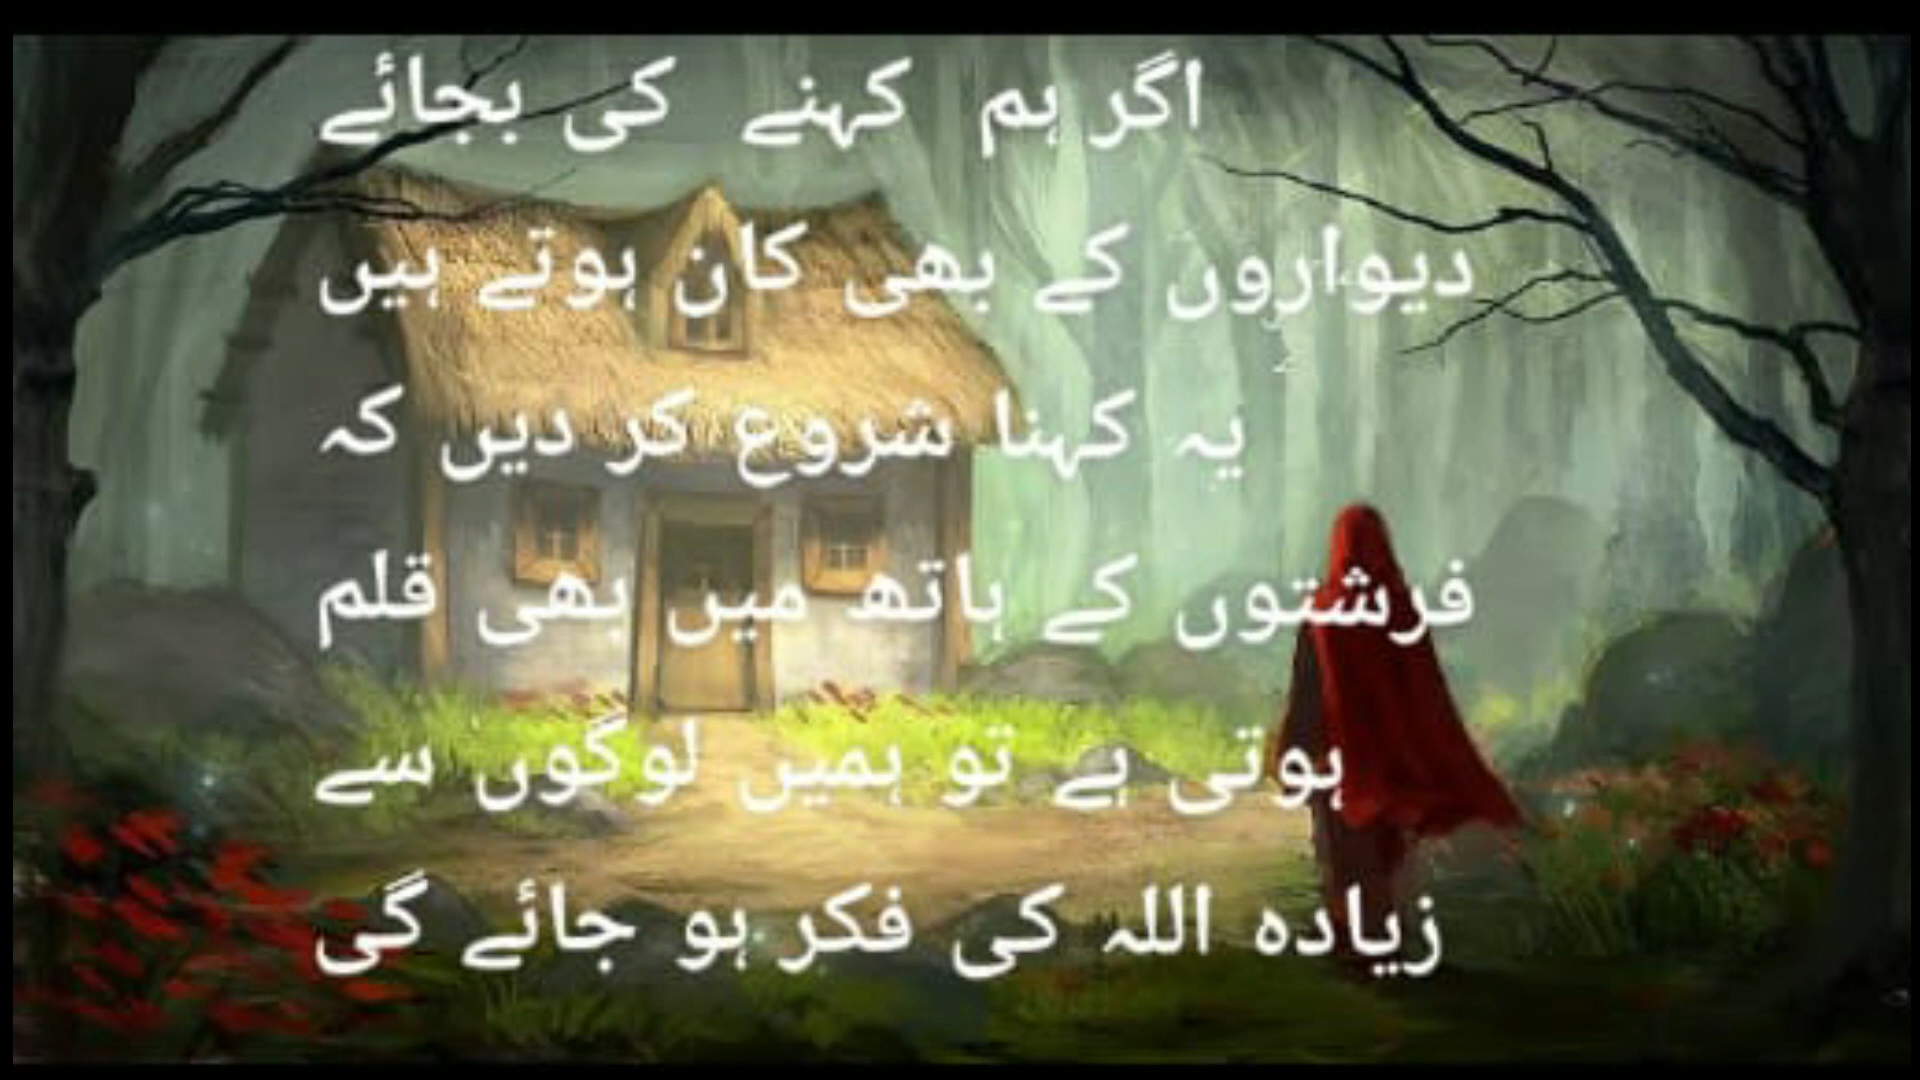 اگر ہم کہنے کی بجائے
دیواروں کے بھی کان ہوتے ہیں
یہ کہنا شروع کر دیں کہ
فرشتوں کے ہاتھ میں بھی قلم
ہوتی ہے تو ہمیں لوگوں سے
زیادہ اللہ کی فکر ہو جائے گی